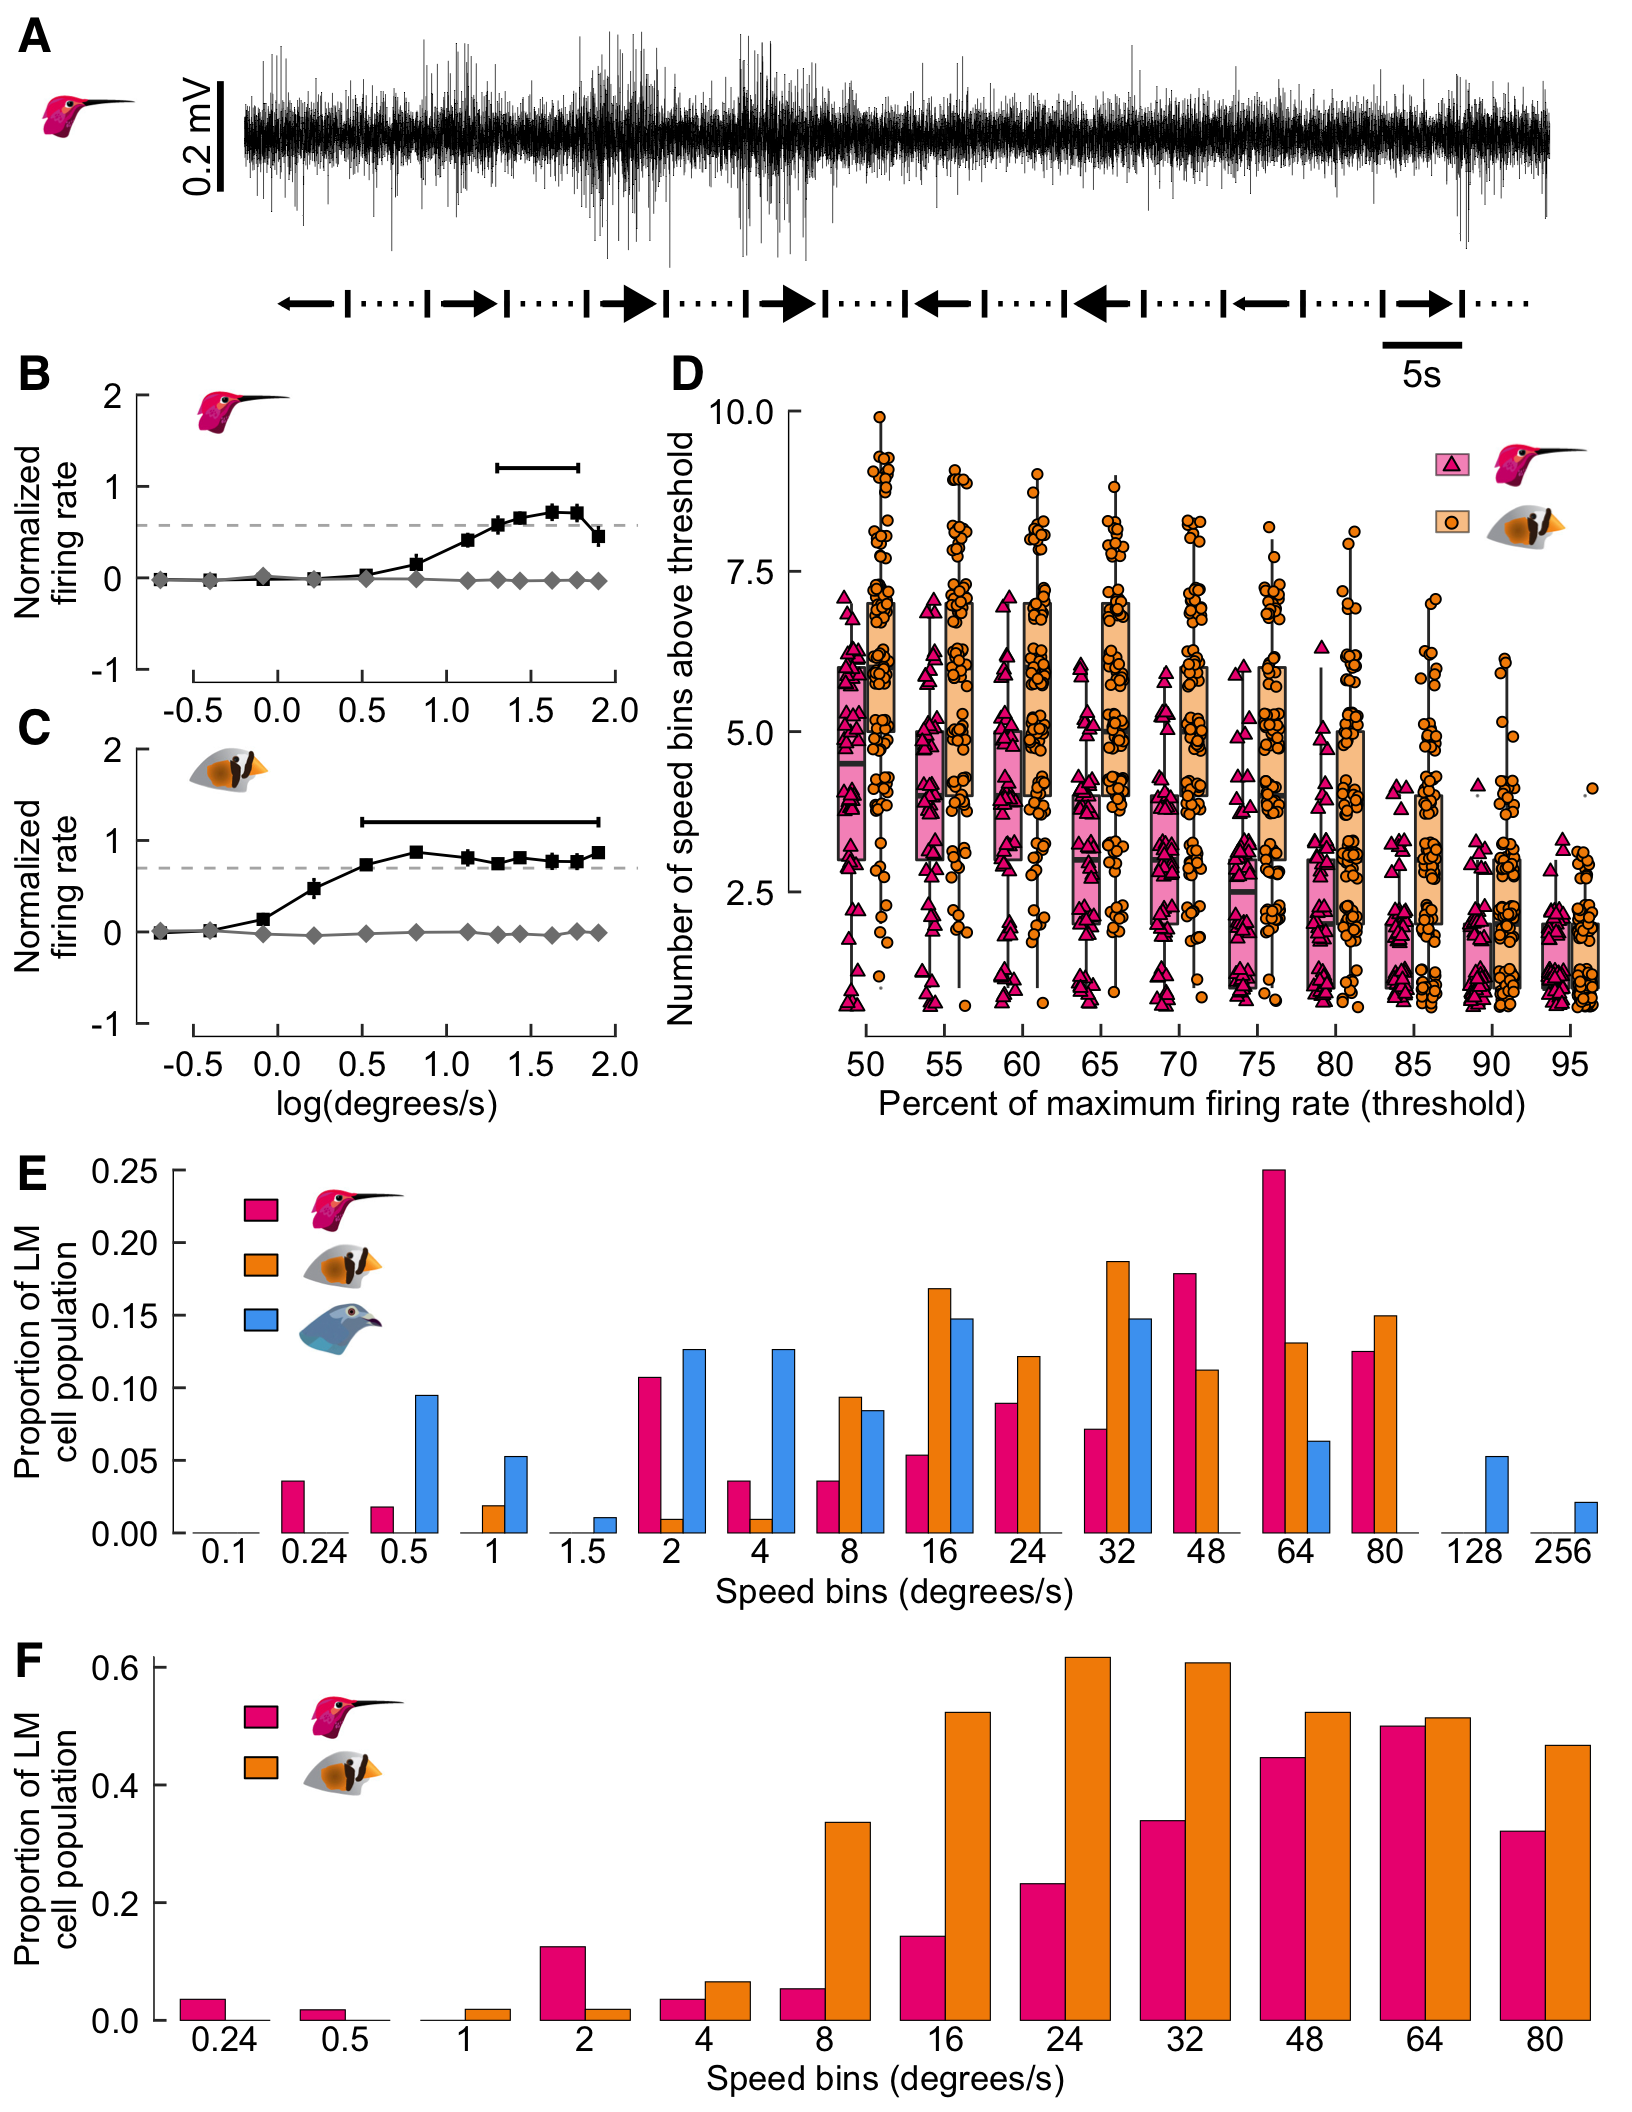 A
0.2 mV
5s
B
Normalized
firing rate
2
1
0
-1
-0.5 0.0 0.5 1.0 1.5 2.0
C
Normalized
firing rate
2
1
0
-1
-0.5 0.0 0.5 1.0 1.5 2.0
log(degrees/s)
D
Number of speed bins above threshold
10.0
7.5
5.0
2.5
50 55 60 65 70 75 80 85 90 95
Percent of maximum firing rate (threshold)
E
Proportion of LM
cell population
0.25
0.20
0.15
0.10
0.05
0.00
0.1 0.24 0.5 1 1.5 2 4 8 16 24 32 48 64 80 128 256
Speed bins (degrees/s)
F
Proportion of LM
cell population
0.6
0.4
0.2
0.0
0.24 0.5 1 2 4 8 16 24 32 48 64 80
Speed bins (degrees/s)